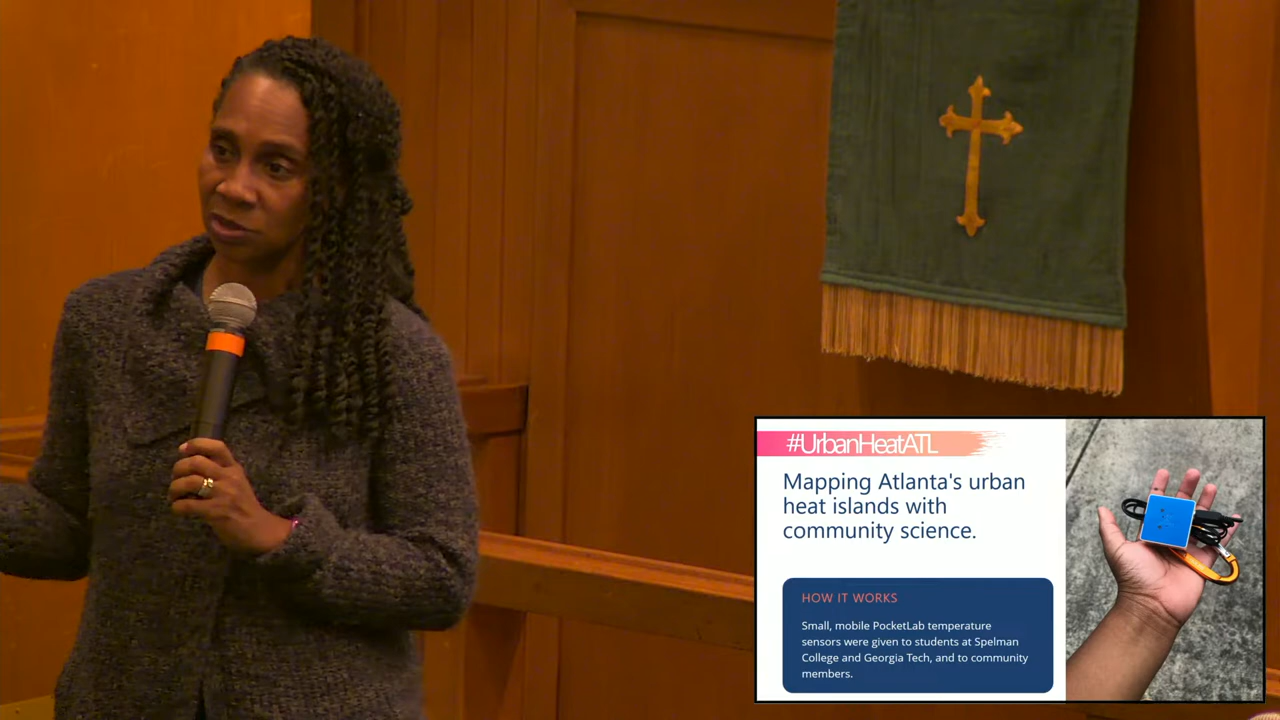 #UrbanHeatATL
Mapping Atlanta's urban
heat islands with
community science.
HOW IT WORKS
Small, mobile PocketLab temperature
sensors were given to students at Spelman
College and Georgia Tech, and to community
members.